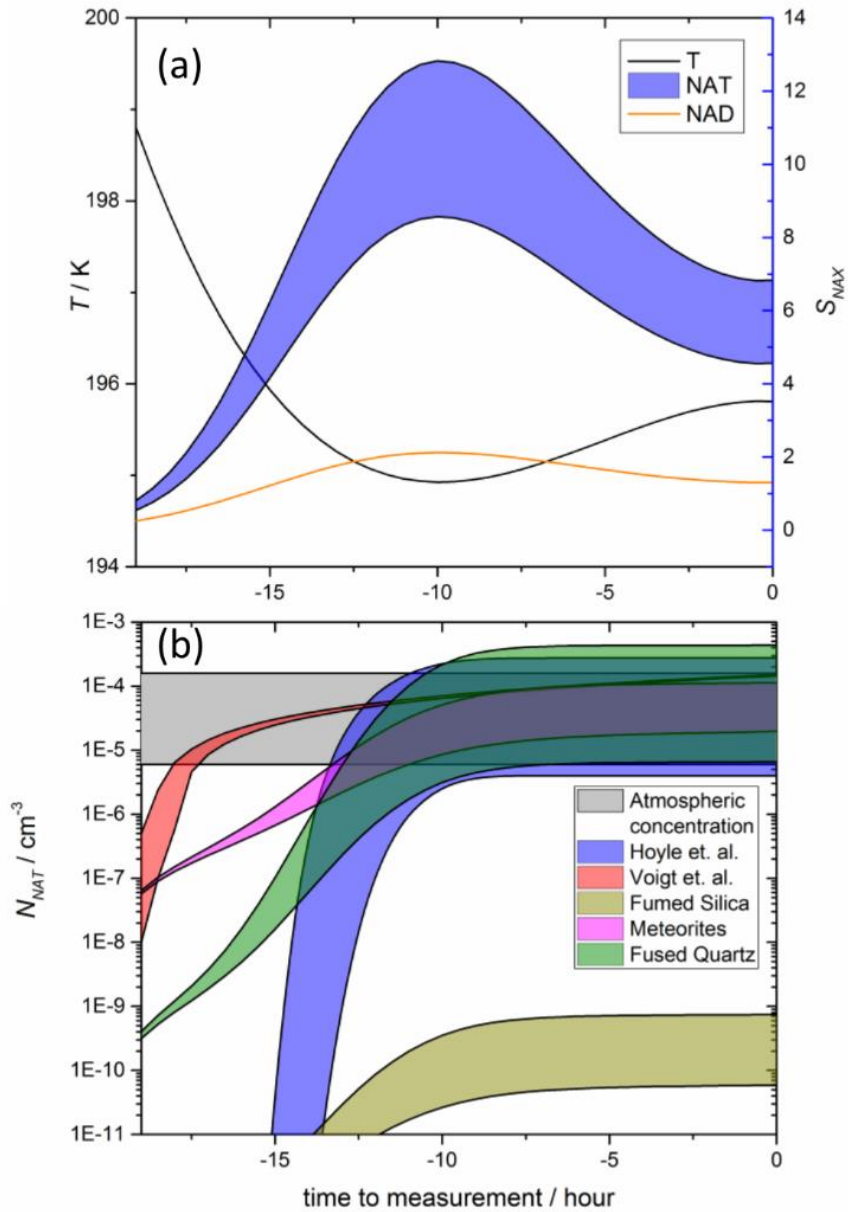 (a)
T
NAT
NAD
200
198
196
194
T / K
14
12
10
8
6
4
2
0
S_NAX
-15
-10
-5
0
(b)
1E-3
1E-4
1E-5
1E-6
1E-7
1E-8
1E-9
1E-10
1E-11
N_NAT / cm⁻³
Atmospheric
concentration
Hoyle et. al.
Voigt et. al.
Fumed Silica
Meteorites
Fused Quartz
-15
-10
-5
0
time to measurement / hour